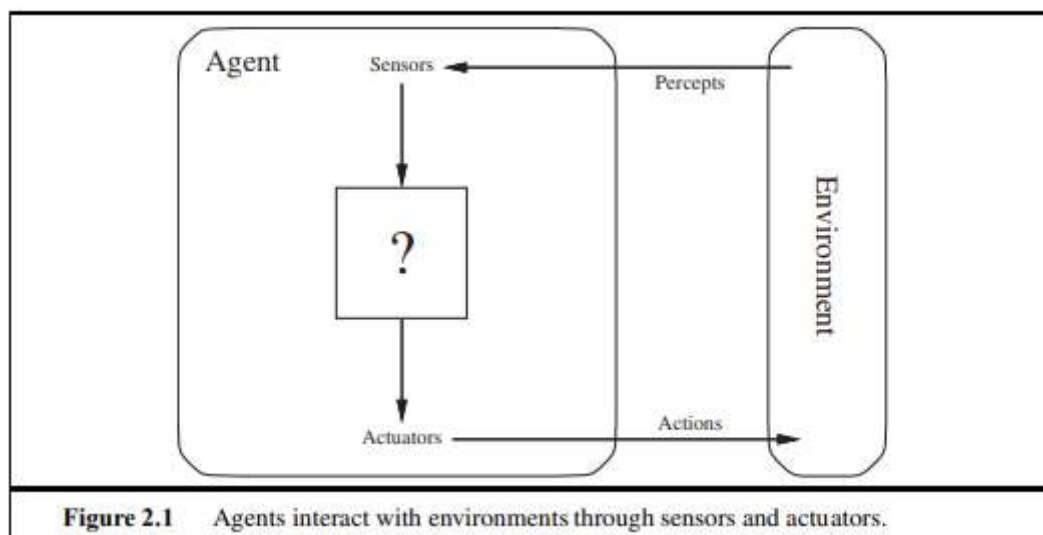 Agent
Sensors
Percepts
Environment
?
Actuators
Actions
Figure 2.1 Agents interact with environments through sensors and actuators.